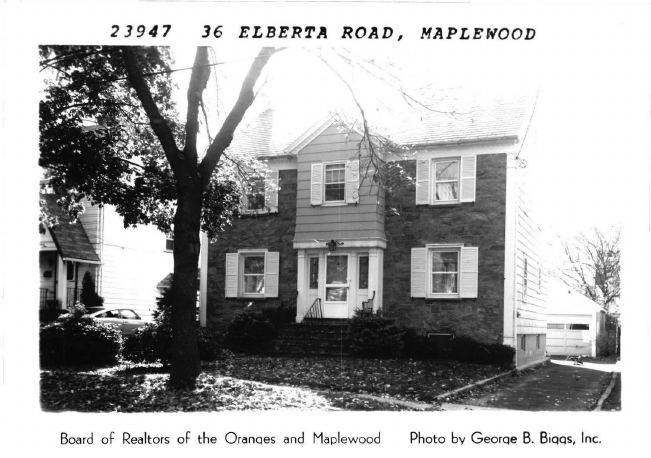 23947 36 ELBERTA ROAD, MAPLEWOOD
Board of Realtors of the Oranges and Maplewood Photo by George B. Biggs, Inc.